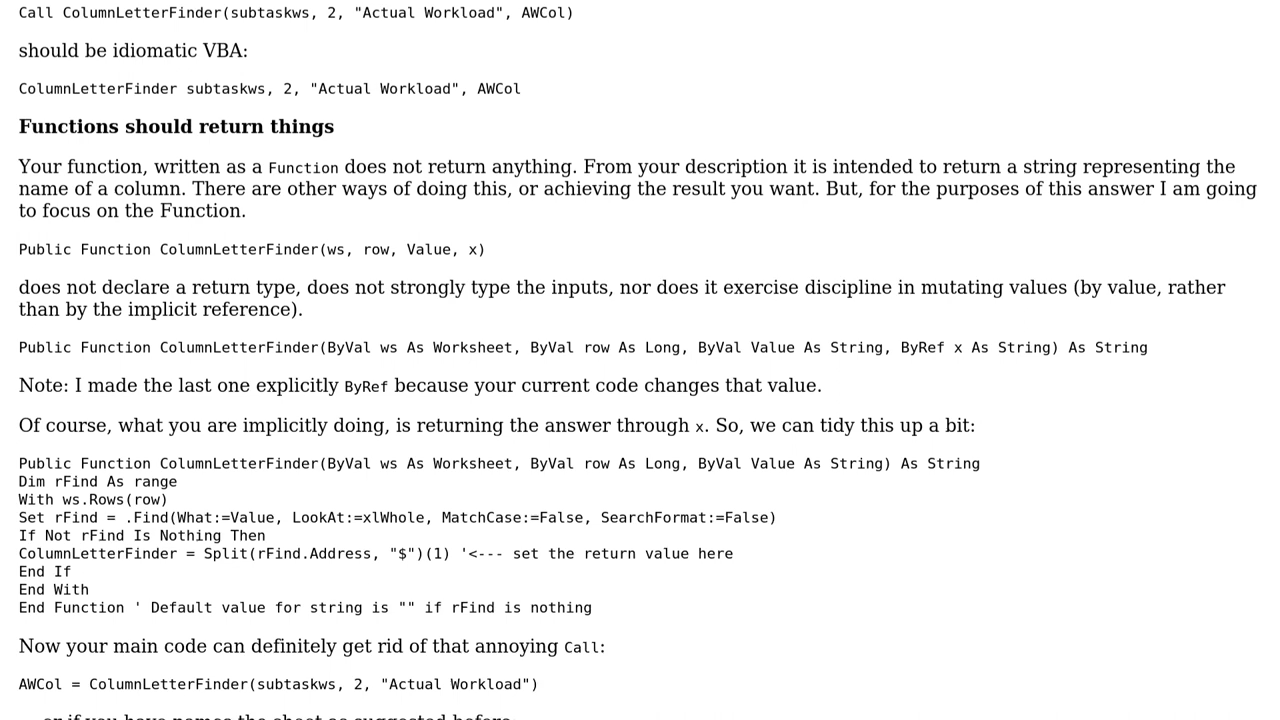 Call ColumnLetterFinder(subtaskws, 2, "Actual Workload", AWCol)
should be idiomatic VBA:
ColumnLetterFinder subtaskws, 2, "Actual Workload", AWCol
Functions should return things
Your function, written as a Function does not return anything. From your description it is intended to return a string representing the
name of a column. There are other ways of doing this, or achieving the result you want. But, for the purposes of this answer I am going
to focus on the Function.
Public Function ColumnLetterFinder(ws, row, Value, x)
does not declare a return type, does not strongly type the inputs, nor does it exercise discipline in mutating values (by value, rather
than by the implicit reference).
Public Function ColumnLetterFinder(ByVal ws As Worksheet, ByVal row As Long, ByVal Value As String, ByRef x As String) As String
Note: I made the last one explicitly ByRef because your current code changes that value.
Of course, what you are implicitly doing, is returning the answer through x. So, we can tidy this up a bit:
Public Function ColumnLetterFinder(ByVal ws As Worksheet, ByVal row As Long, ByVal Value As String) As String
Dim rFind As range
With ws.Rows(row)
Set rFind = .Find(What:=Value, LookAt:=xlWhole, MatchCase:=False, SearchFormat:=False)
If Not rFind Is Nothing Then
ColumnLetterFinder = Split(rFind.Address, "$")(1) '<--- set the return value here
End If
End With
End Function ' Default value for string is "" if rFind is nothing
Now your main code can definitely get rid of that annoying Call:
AWCol = ColumnLetterFinder(subtaskws, 2, "Actual Workload")
or if you have names the sheet as suggested before